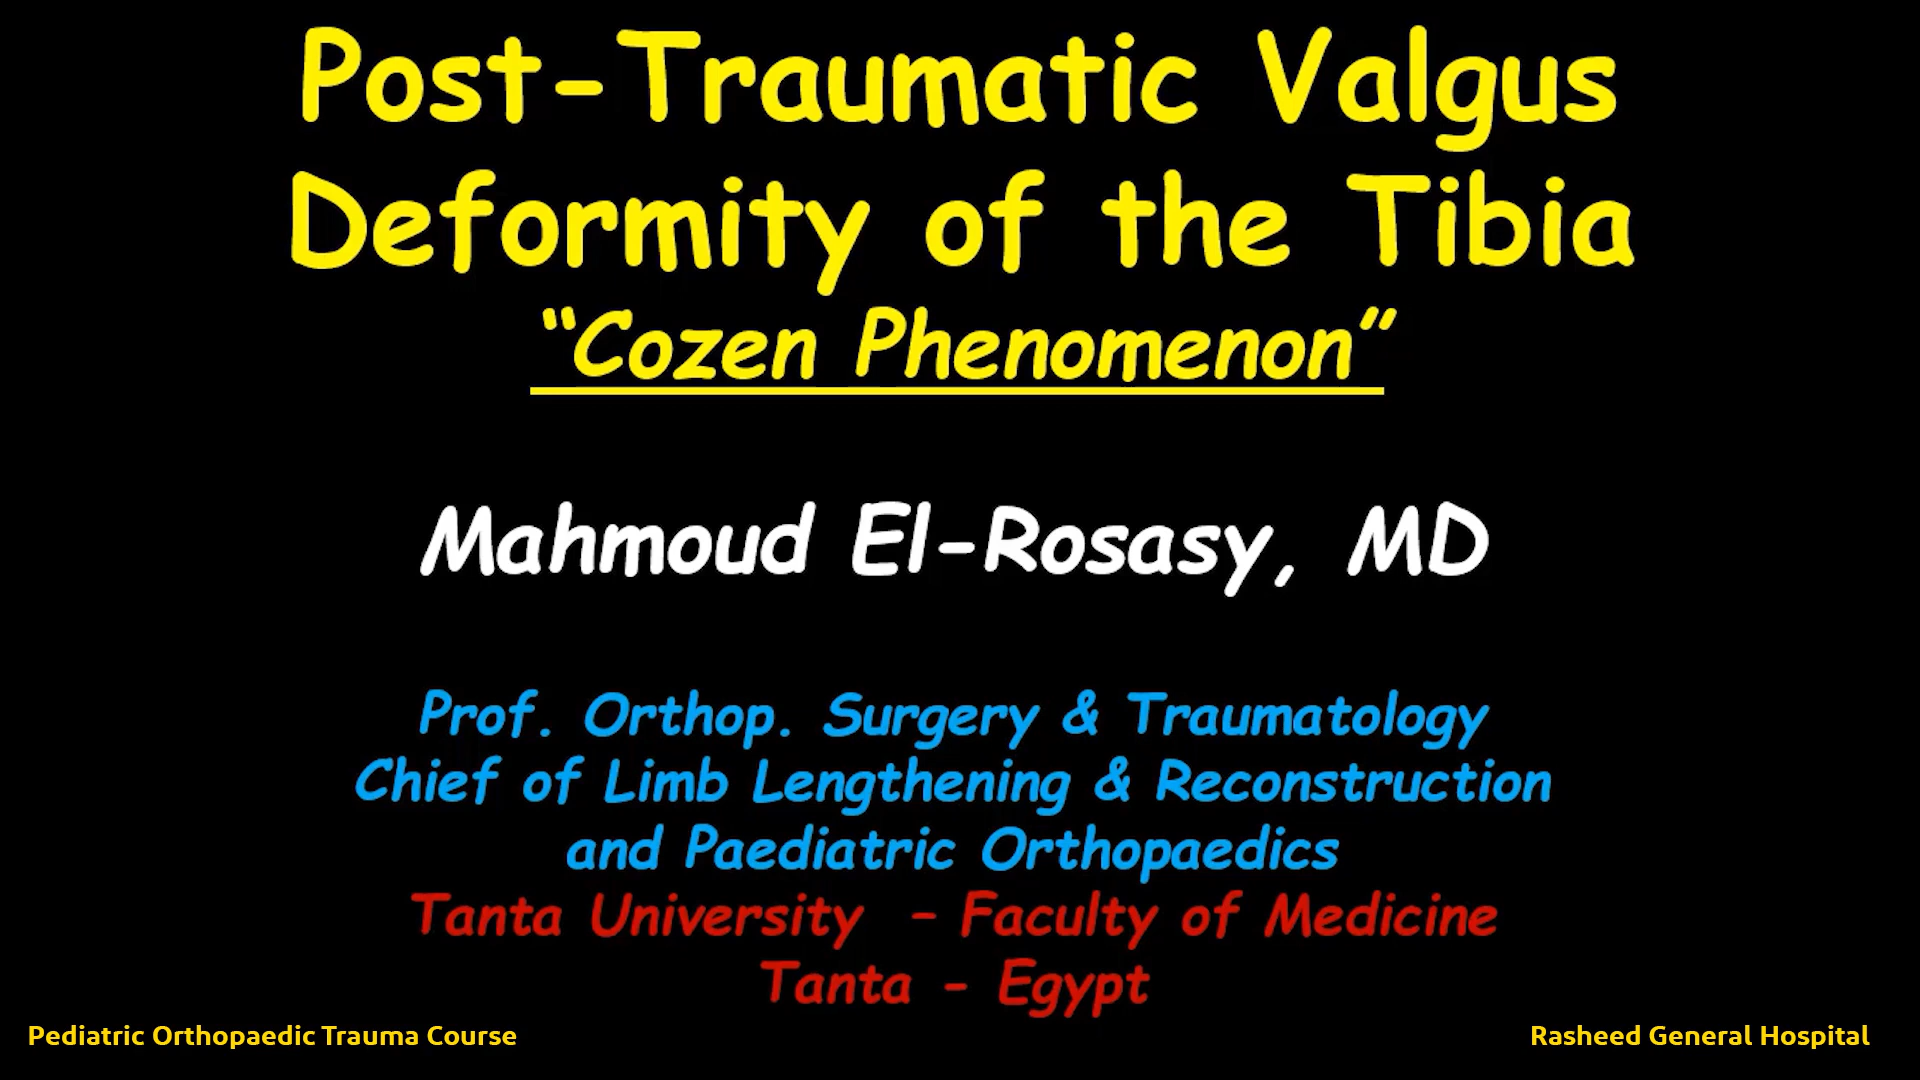 Post-Traumatic Valgus
Deformity of the Tibia
“Cozen Phenomenon”
Mahmoud El-Rosasy, MD
Prof. Orthop. Surgery & Traumatology
Chief of Limb Lengthening & Reconstruction
and Paediatric Orthopaedics
Tanta University – Faculty of Medicine
Tanta - Egypt
Pediatric Orthopaedic Trauma Course
Rasheed General Hospital